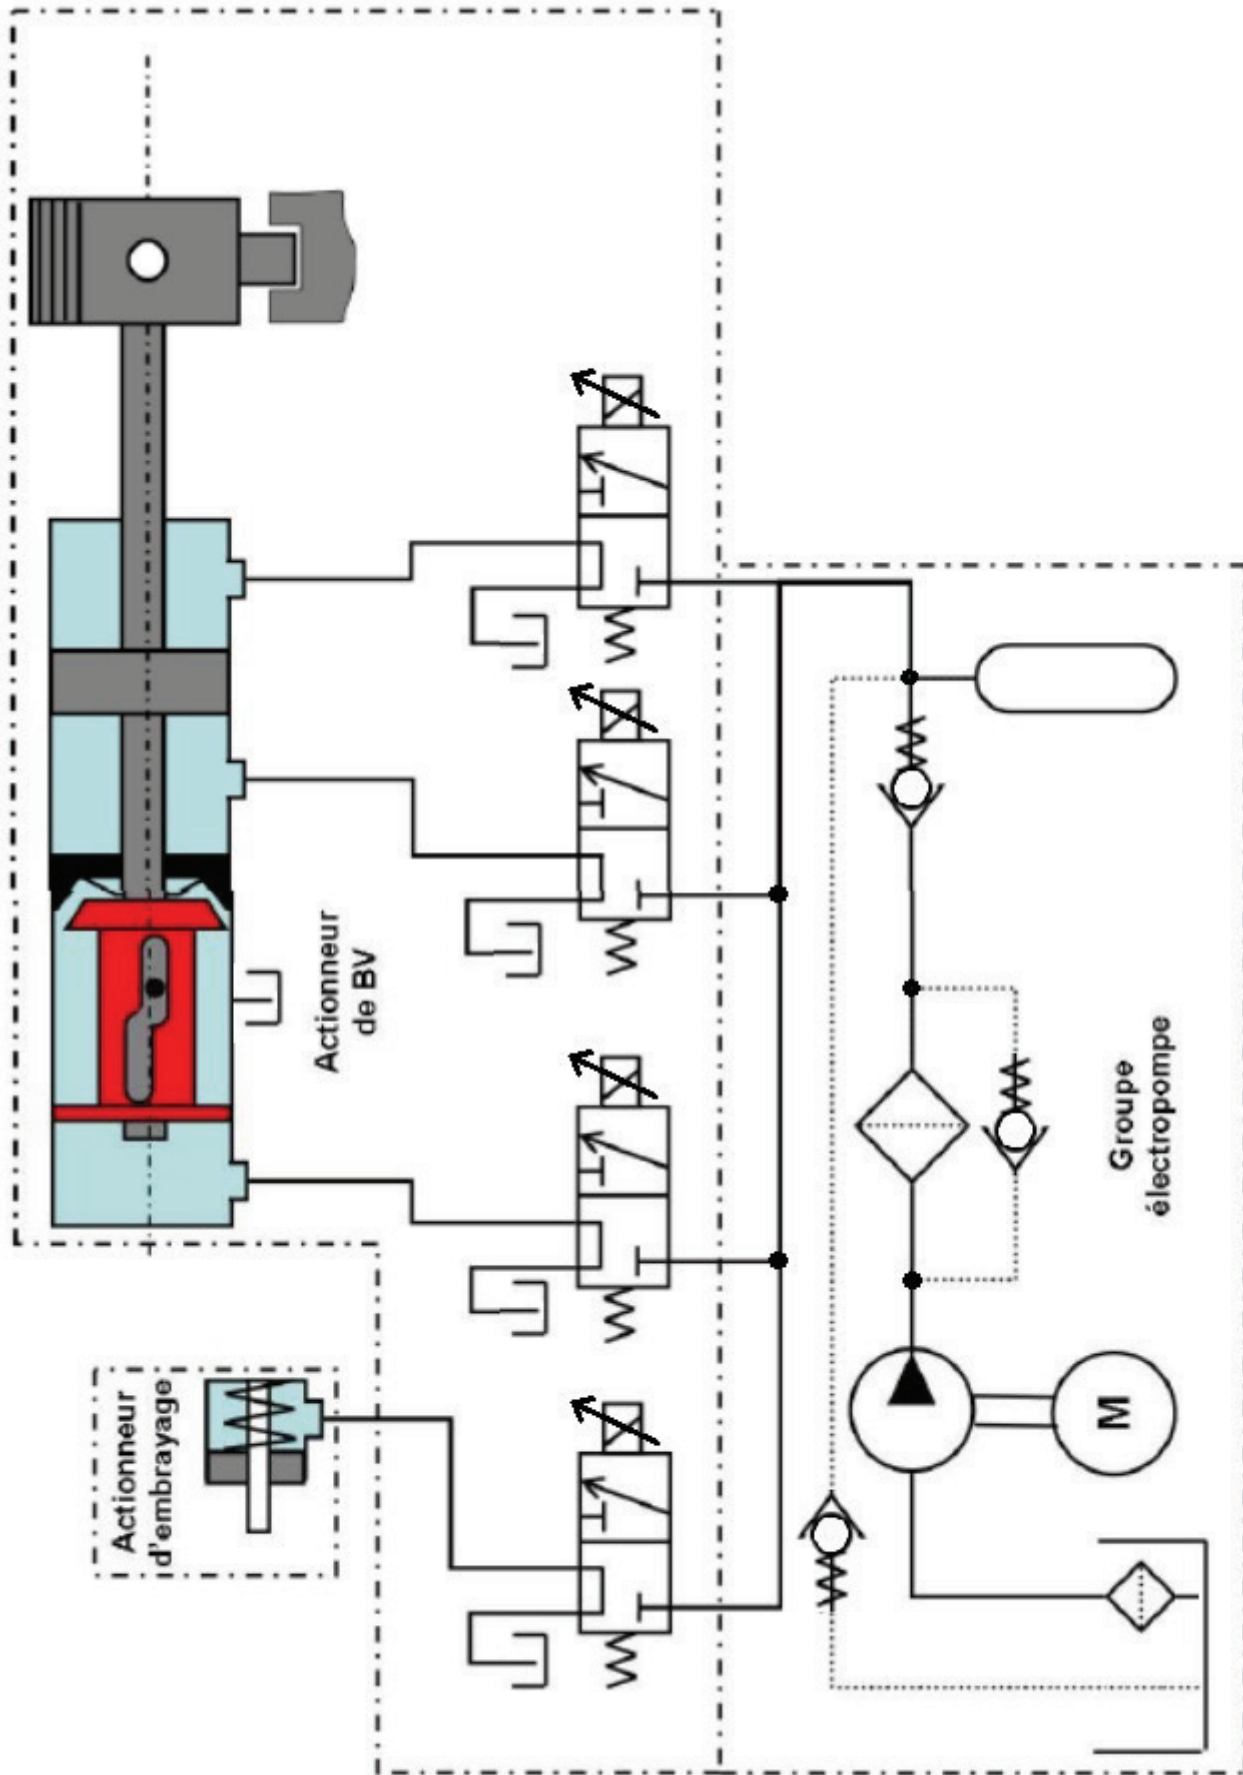 Actionneur
de BV
Actionneur
d'embrayage
Groupe
électropompe
M